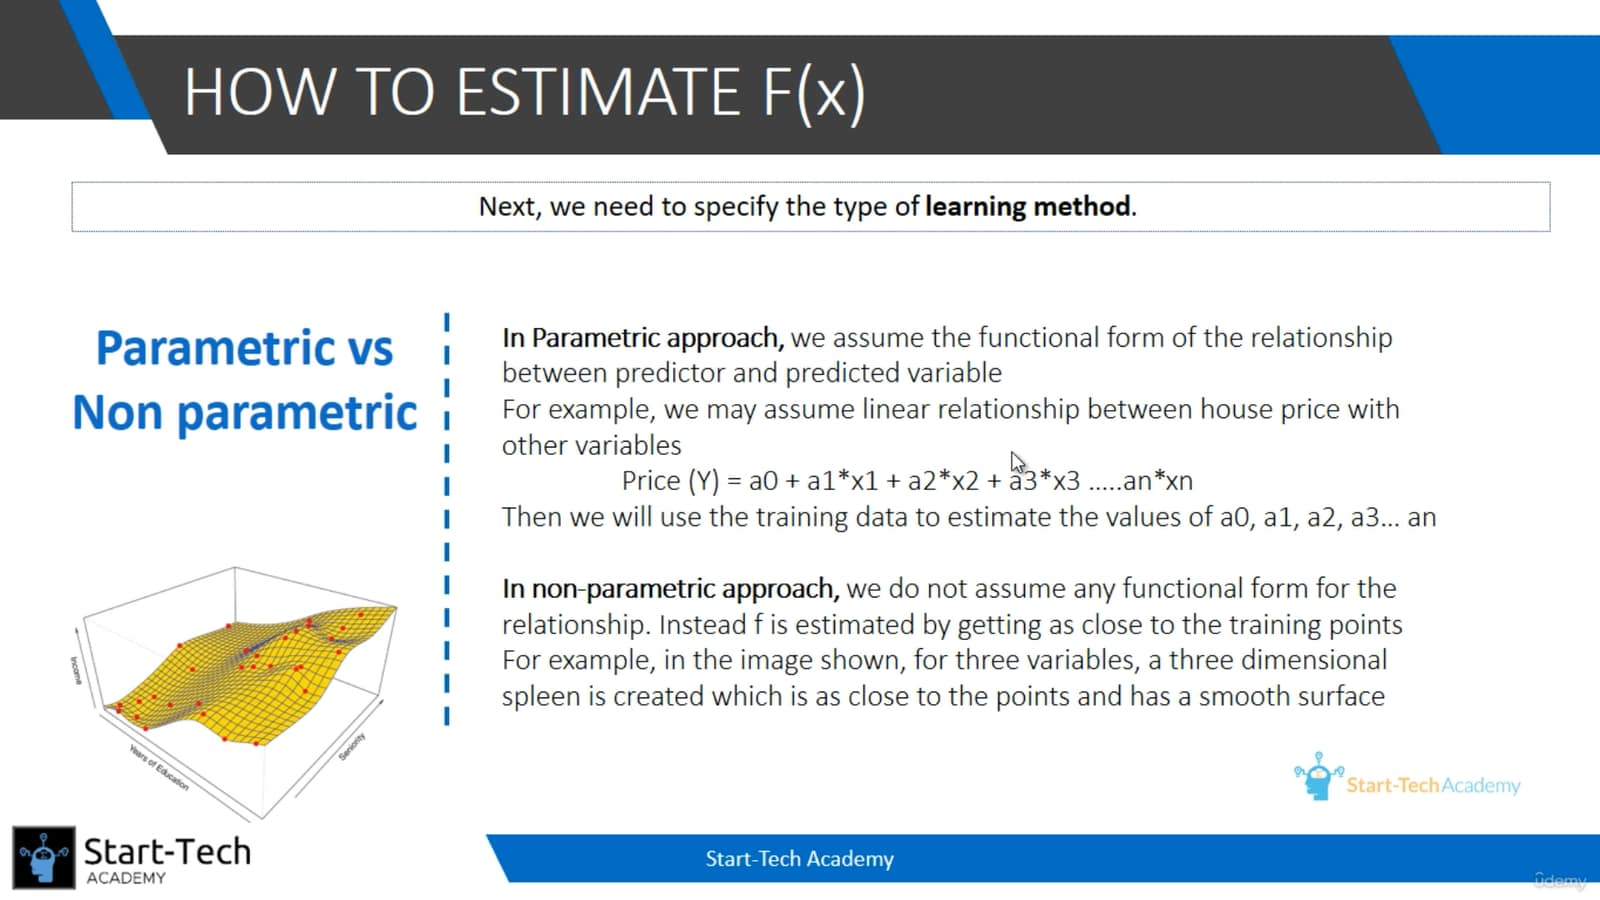 HOW TO ESTIMATE F(x)
Next, we need to specify the type of learning method.
Parametric vs
Non parametric
In Parametric approach, we assume the functional form of the relationship
between predictor and predicted variable
For example, we may assume linear relationship between house price with
other variables
Price (Y) = a0 + a1*x1 + a2*x2 + a3*x3 .....an*xn
Then we will use the training data to estimate the values of a0, a1, a2, a3... an
In non-parametric approach, we do not assume any functional form for the
relationship. Instead f is estimated by getting as close to the training points
For example, in the image shown, for three variables, a three dimensional
spleen is created which is as close to the points and has a smooth surface
Income
Years of Education
Seniority
Start-TechAcademy
Start-Tech
ACADEMY
Start-Tech Academy
ûdemy